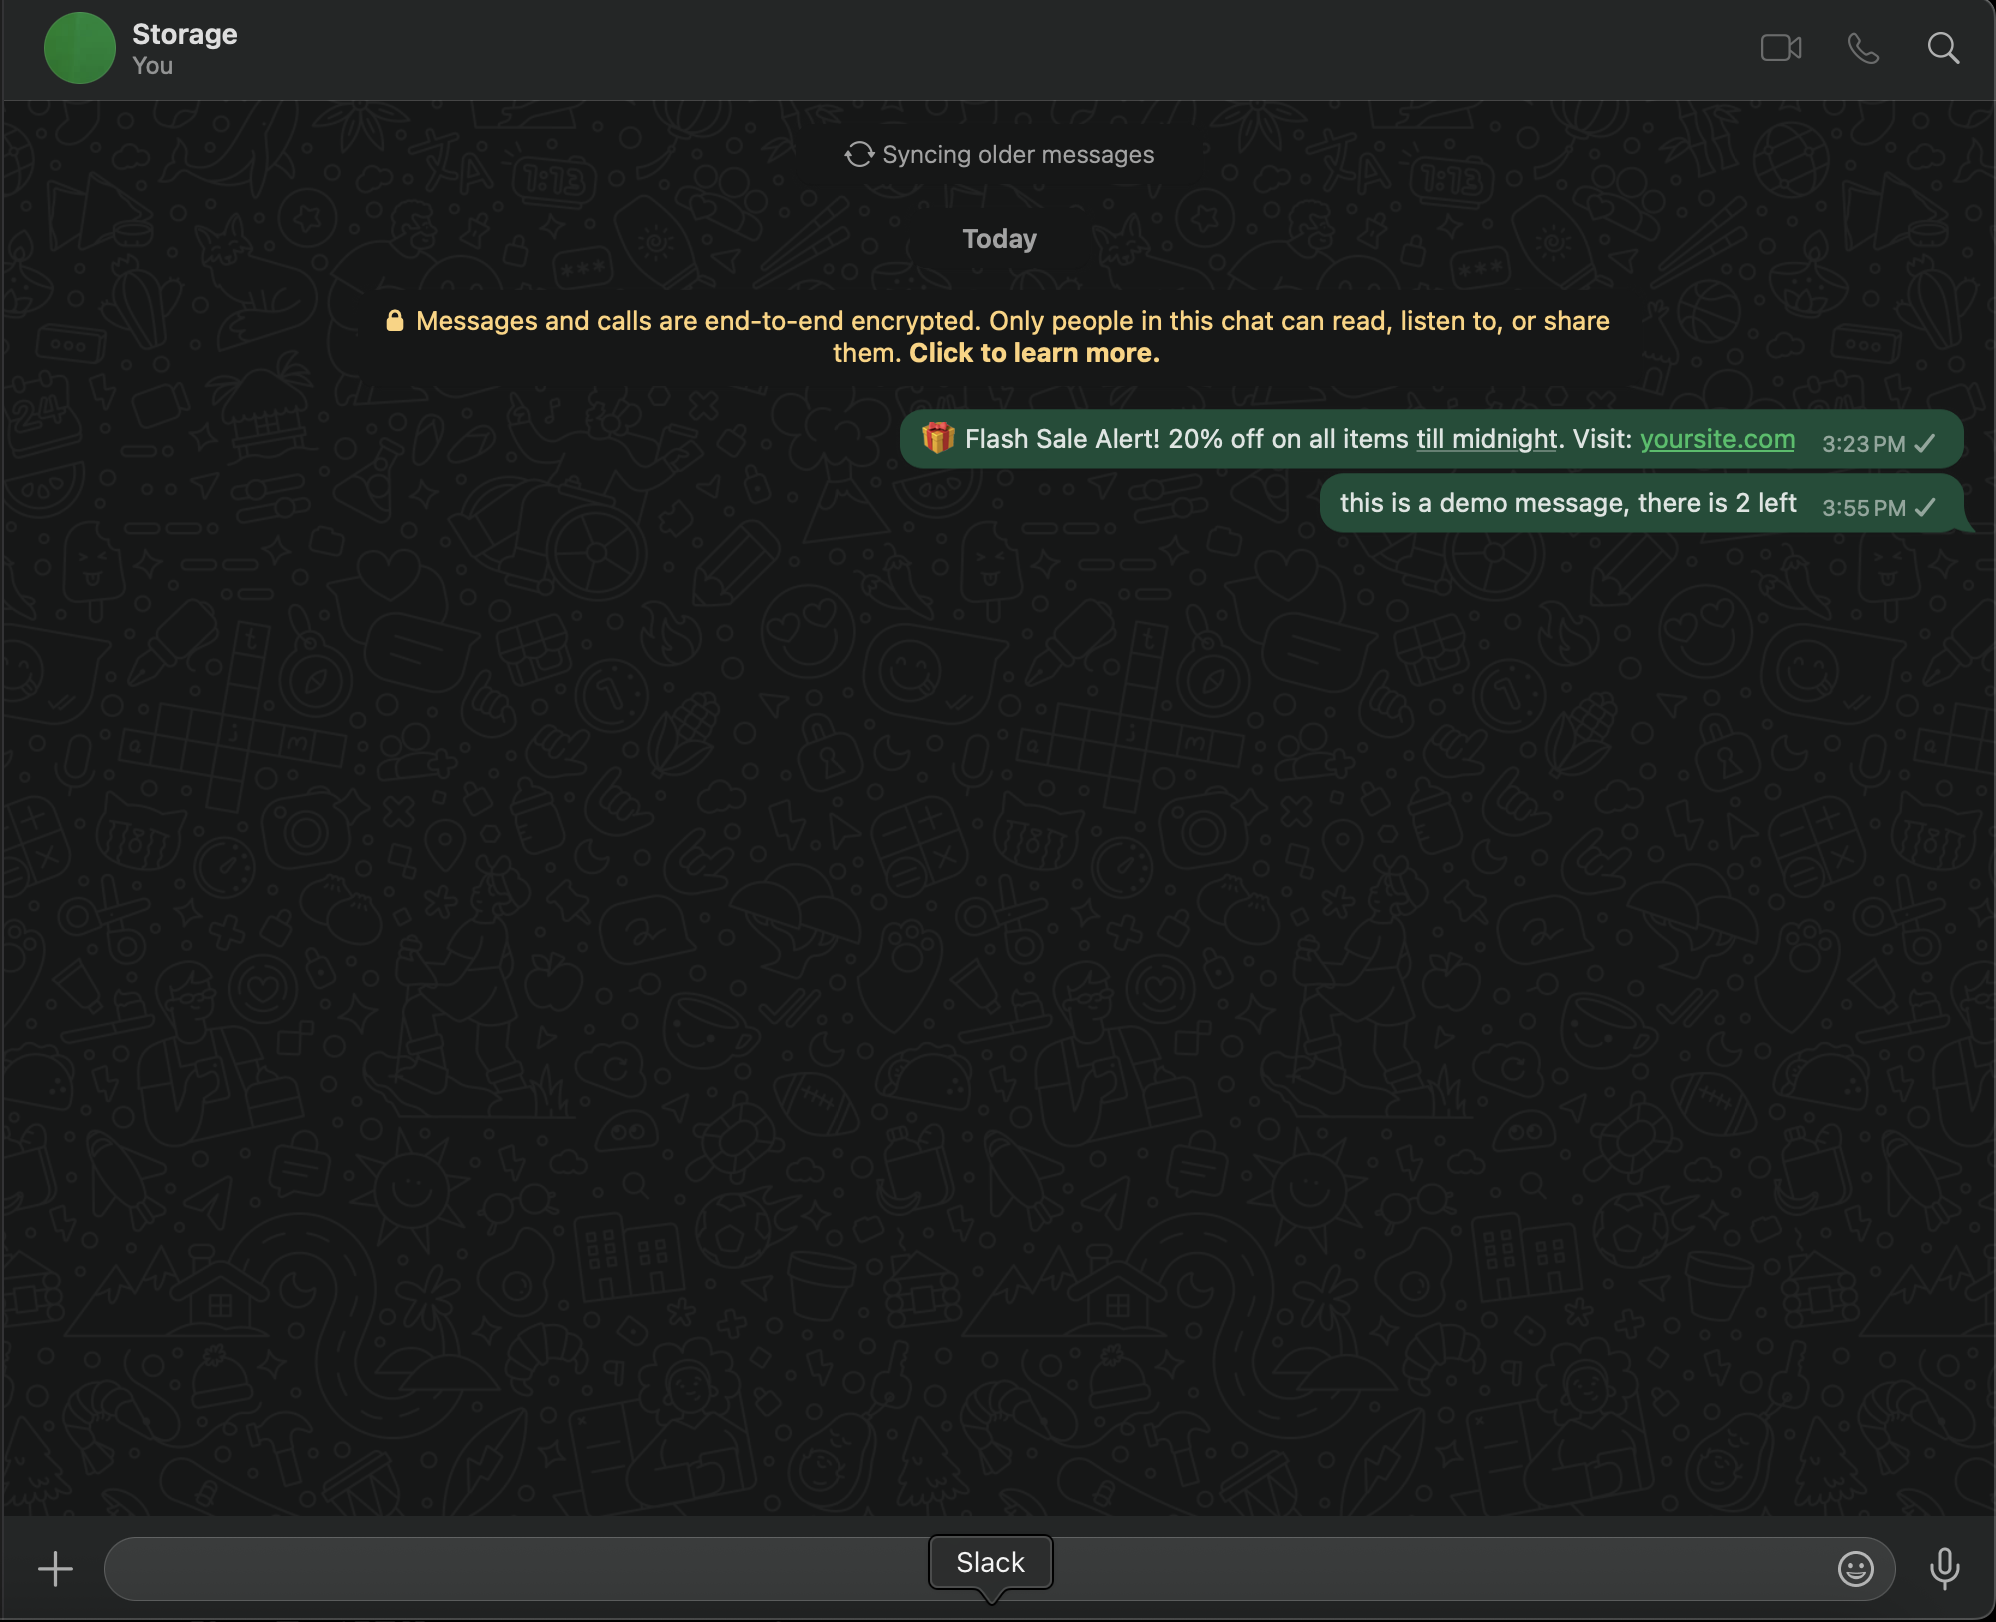 Storage
You
Syncing older messages
Today
Messages and calls are end-to-end encrypted. Only people in this chat can read, listen to, or share
them. Click to learn more.
🎁 Flash Sale Alert! 20% off on all items till midnight. Visit: yoursite.com 3:23 PM
this is a demo message, there is 2 left 3:55 PM
Slack